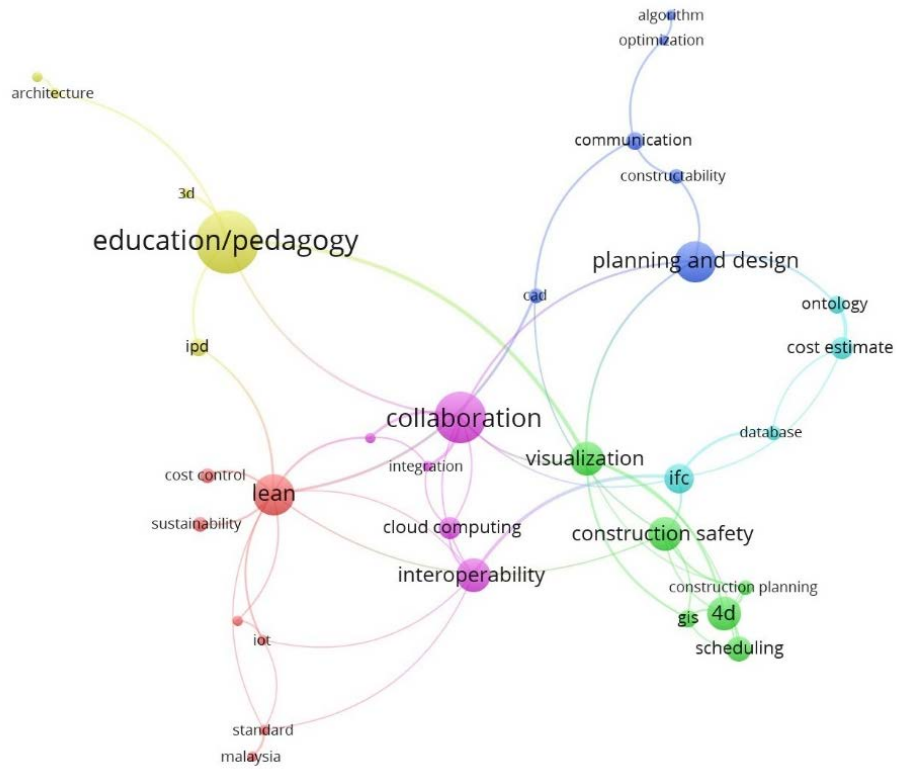 algorithm
optimization
architecture
communication
constructability
3d
education/pedagogy
planning and design
cad
ontology
ipd
cost estimate
collaboration
database
visualization
integration
cost control
ifc
lean
sustainability
cloud computing
construction safety
interoperability
construction planning
4d
gis
iot
scheduling
standard
malaysia